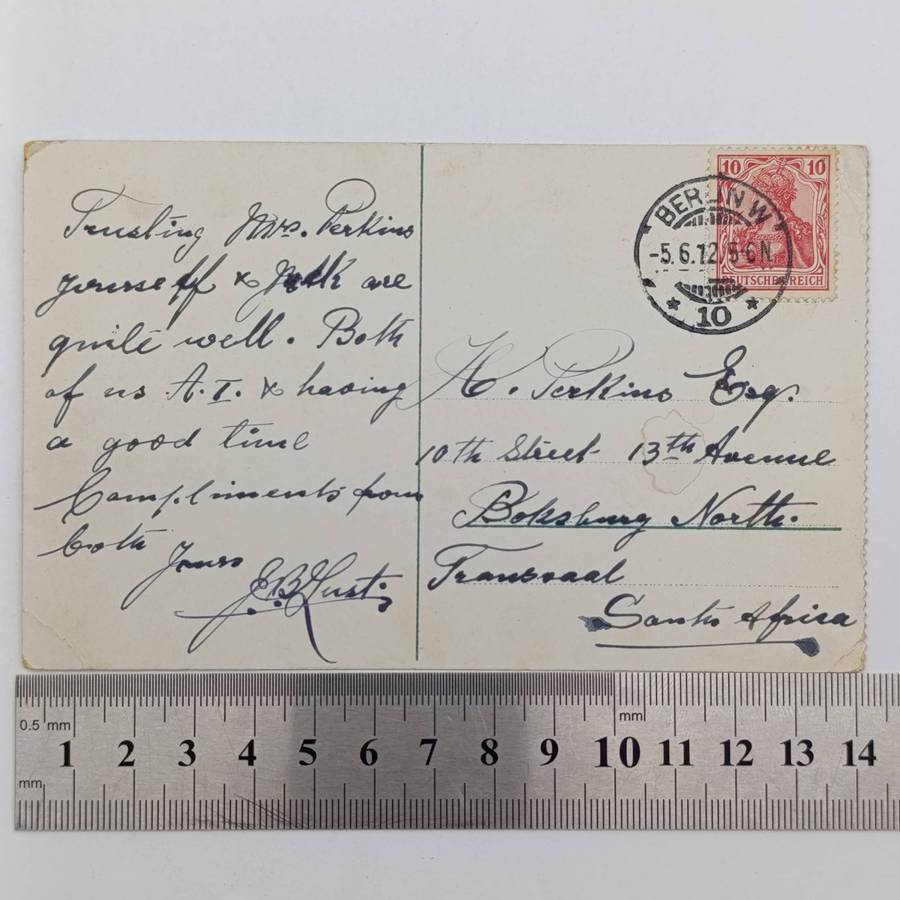 Trusting Mrs. Perkins
yourself & are
quite well. Both
of us A.I. & having
a good time
Compliments from
both
Yours
10 10
DEUTSCHES REICH
BERLIN W
-5.6.12 5-6N.
* 10 *
H. Perkins Esq.
10th Street 13th Avenue
Boksburg North.
Transvaal
South Africa
0.5 mm
mm
mm
1 2 3 4 5 6 7 8 9 10 11 12 13 14